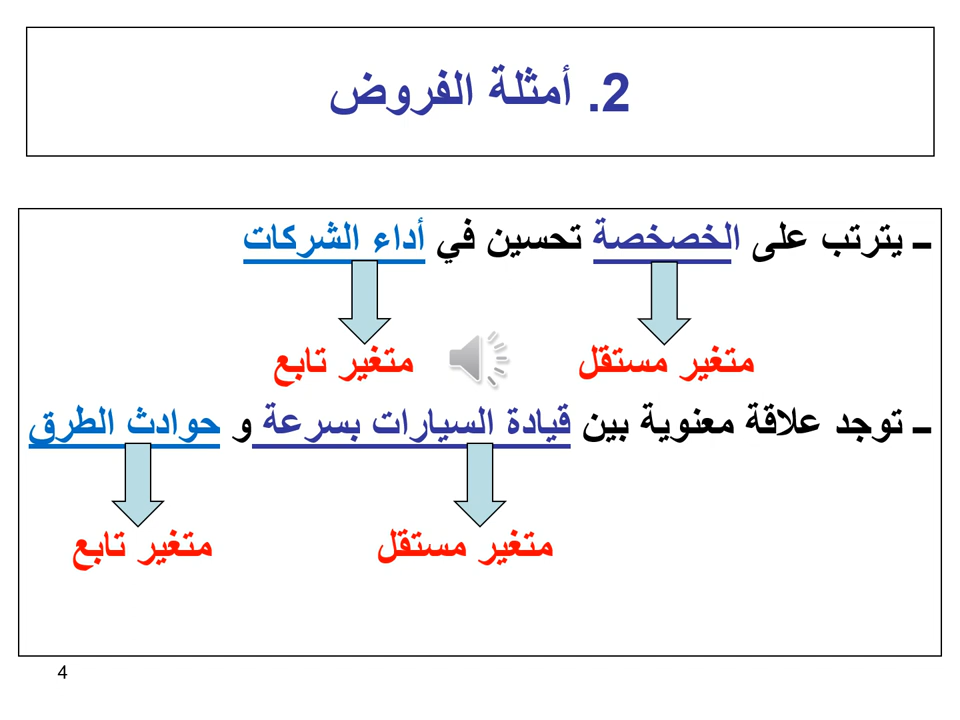 2. أمثلة الفروض
ـ يترتب على الخصخصة تحسين في أداء الشركات
متغير مستقل متغير تابع
ـ توجد علاقة معنوية بين قيادة السيارات بسرعة و حوادث الطرق
متغير مستقل متغير تابع
4